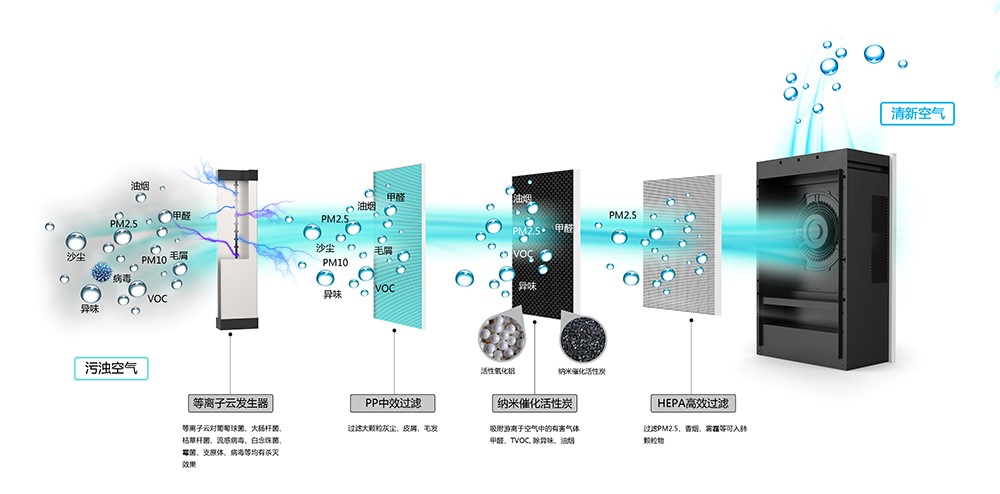 清新空气
油烟
甲醛
PM2.5
沙尘
毛屑
PM10
病毒
VOC
异味
油烟
甲醛
PM2.5
沙尘
毛屑
PM10
VOC
异味
油烟
PM2.5
甲醛
VOC
异味
PM2.5
污浊空气
活性氧化铝
纳米催化活性炭
等离子云发生器
PP中效过滤
纳米催化活性炭
HEPA高效过滤
等离子云对葡萄球菌、大肠杆菌、
枯草杆菌、流感病毒、白念珠菌、
霉菌、支原体、病毒等均有杀灭
效果
过滤大颗粒灰尘、皮屑、毛发
吸附游离于空气中的有害气体
甲醛、TVOC, 除异味、油烟
过滤PM2.5、香烟、雾霾等可入肺
颗粒物